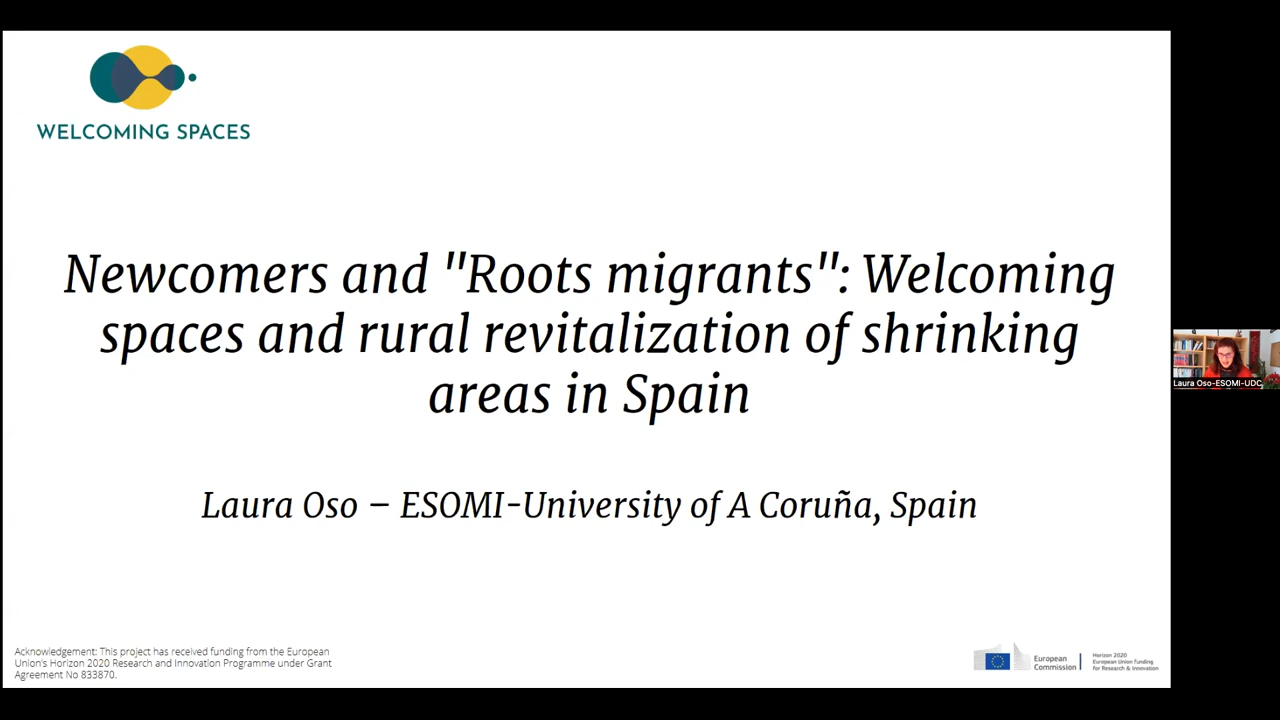 WELCOMING SPACES
Newcomers and "Roots migrants": Welcoming
spaces and rural revitalization of shrinking
areas in Spain
Laura Oso – ESOMI-University of A Coruña, Spain
Laura Oso-ESOMI-UDC
Acknowledgement: This project has received funding from the European
Union's Horizon 2020 Research and Innovation Programme under Grant
Agreement No 833870.
European
Commission
Horizon 2020
European Union funding
for Research & Innovation